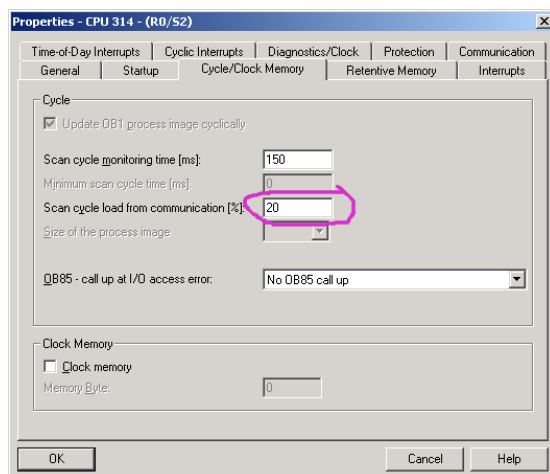 Properties - CPU 314 - (R0/S2)
Time-of-Day Interrupts Cyclic Interrupts Diagnostics/Clock Protection Communication
General Startup Cycle/Clock Memory Retentive Memory Interrupts
Cycle
Update OB1 process image cyclically
Scan cycle monitoring time [ms]: 150
Minimum scan cycle time [ms]: 0
Scan cycle load from communication [%]: 20
Size of the process image
OB85 - call up at I/O access error: No OB85 call up
Clock Memory
Clock memory
Memory Byte: 0
OK Cancel Help